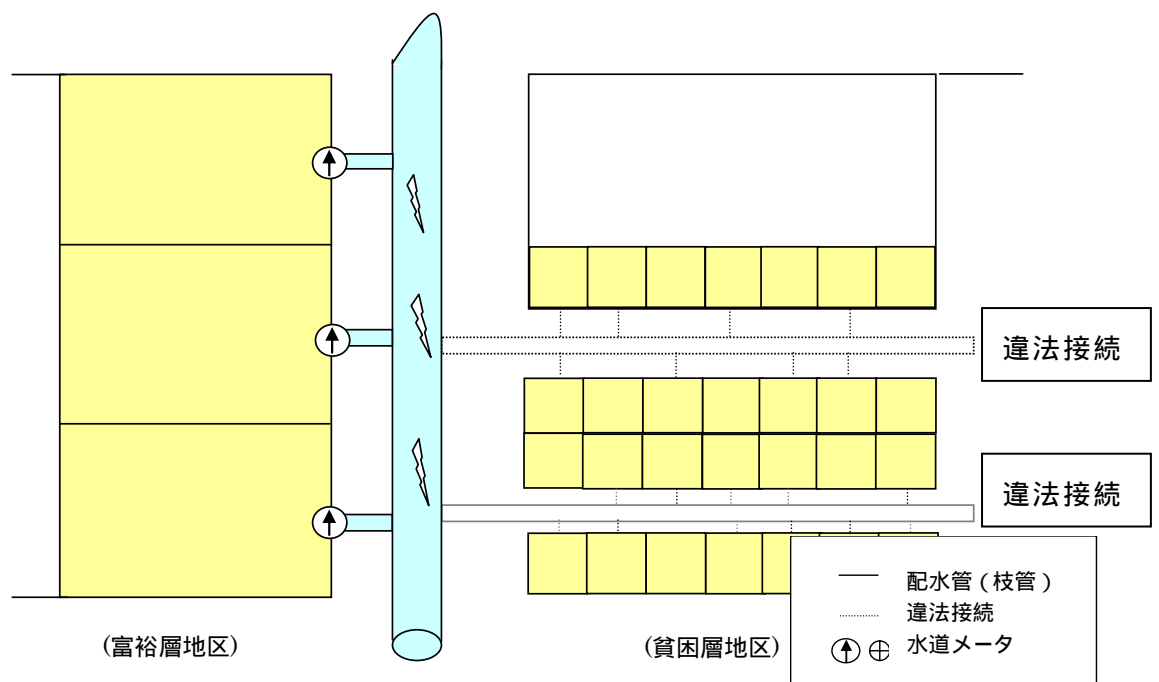 違法接続
違法接続
配水管(枝管)
違法接続
水道メータ
(富裕層地区)
(貧困層地区)